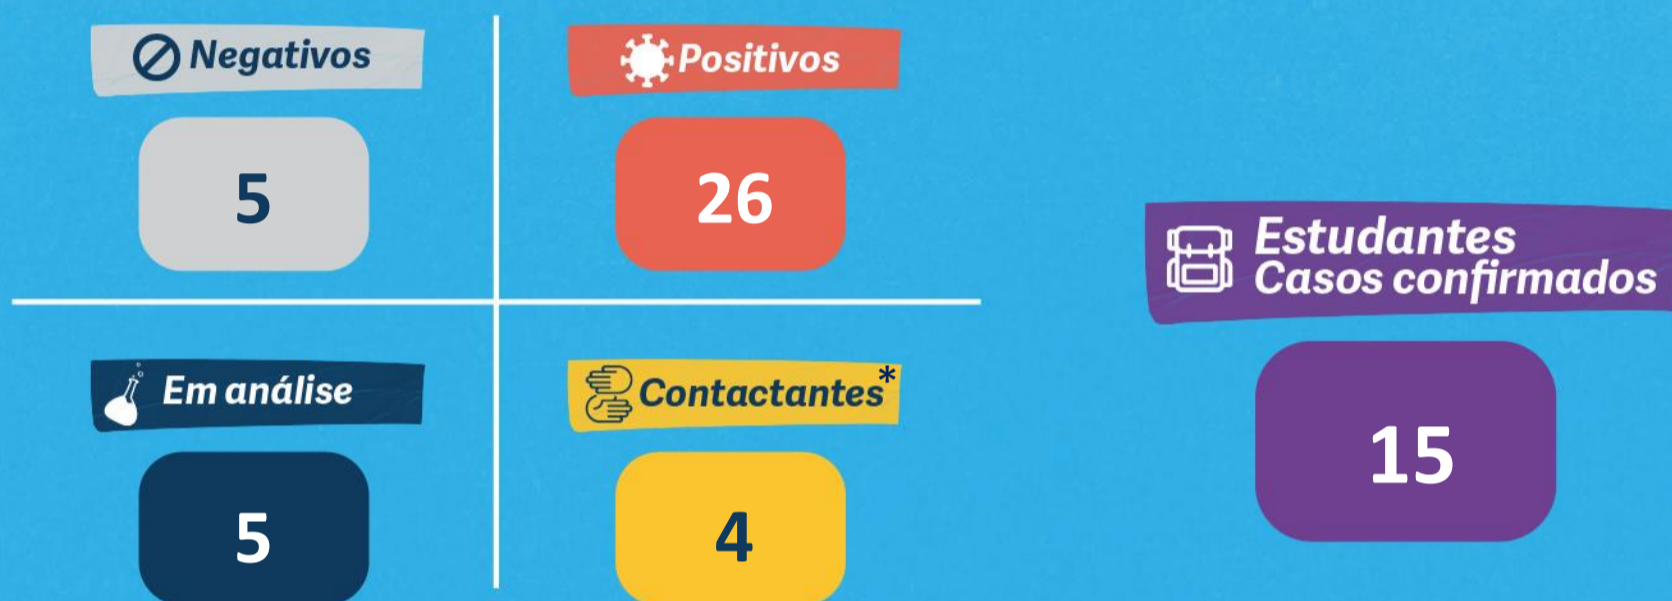 Negativos
5
Positivos
26
Em análise
5
Contactantes*
4
Estudantes
Casos confirmados
15